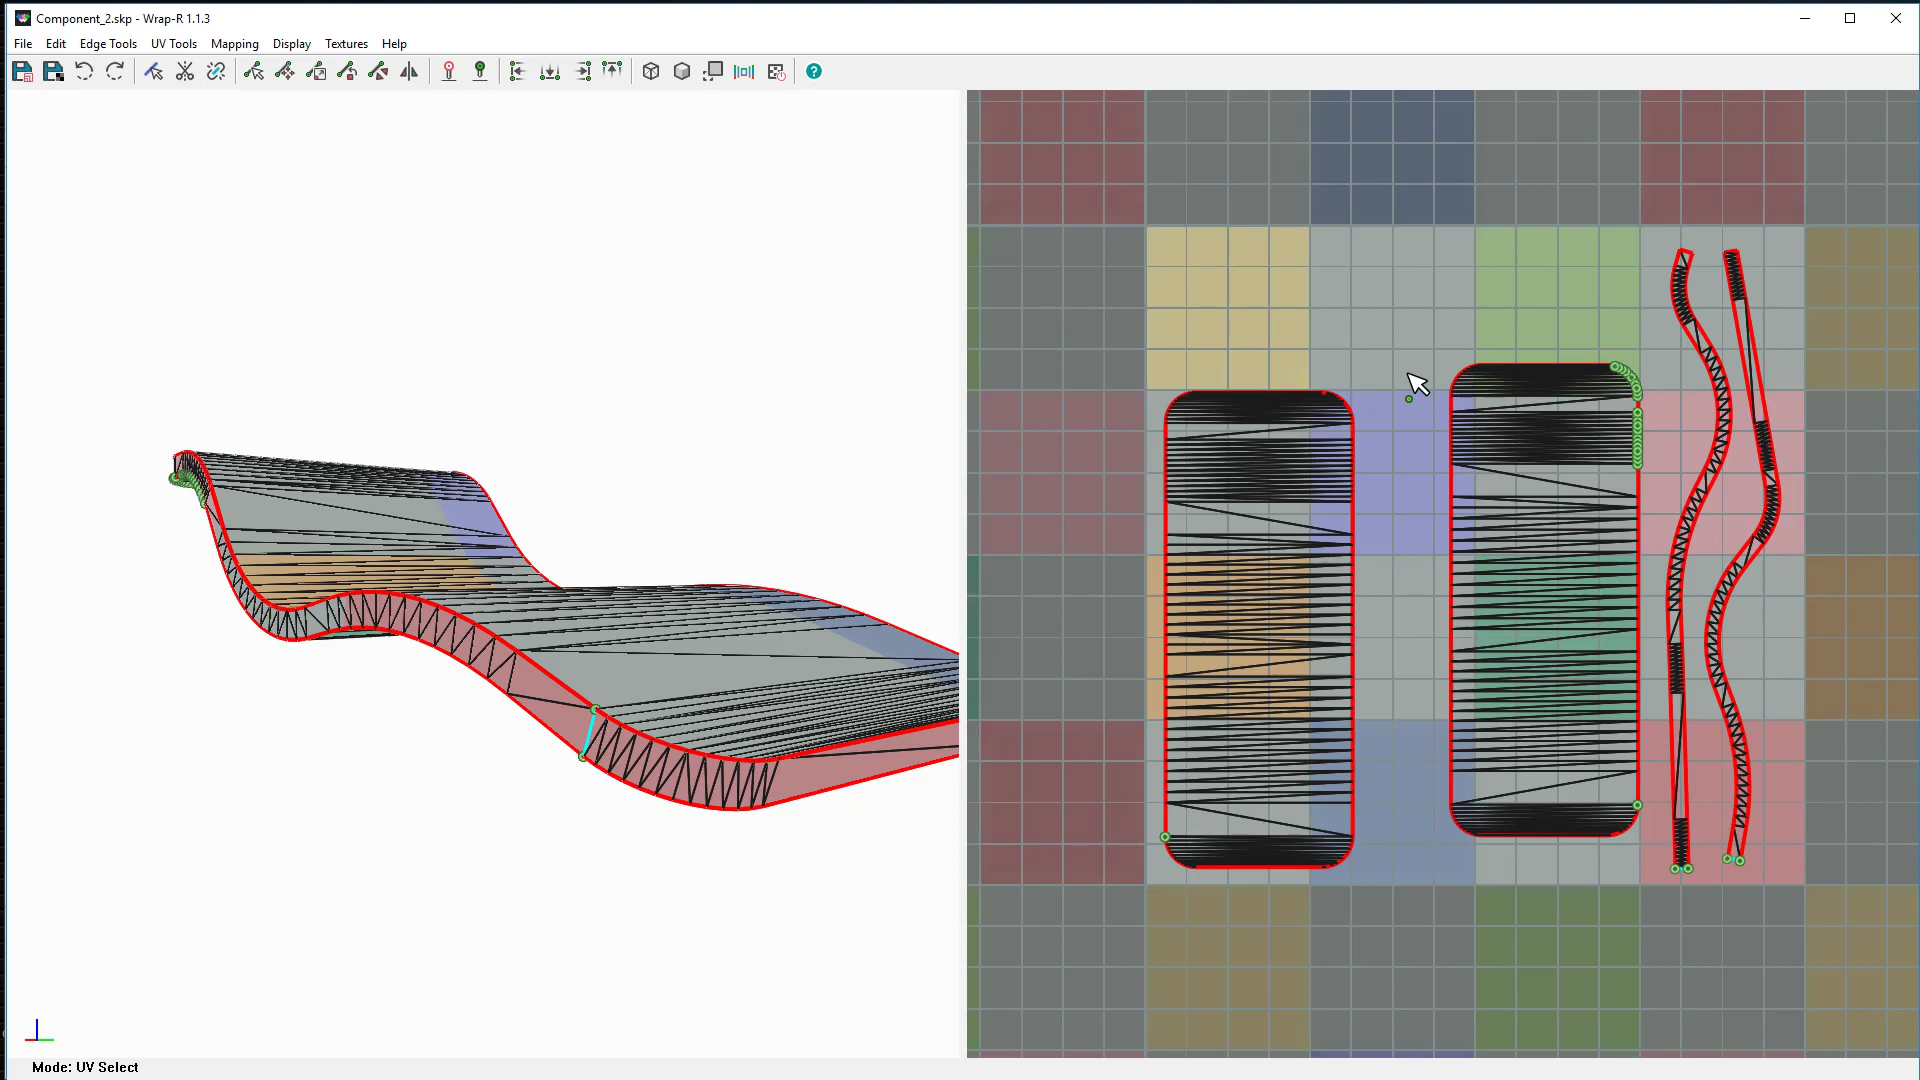 Component_2.skp - Wrap-R 1.1.3
File Edit Edge Tools UV Tools Mapping Display Textures Help
Mode: UV Select